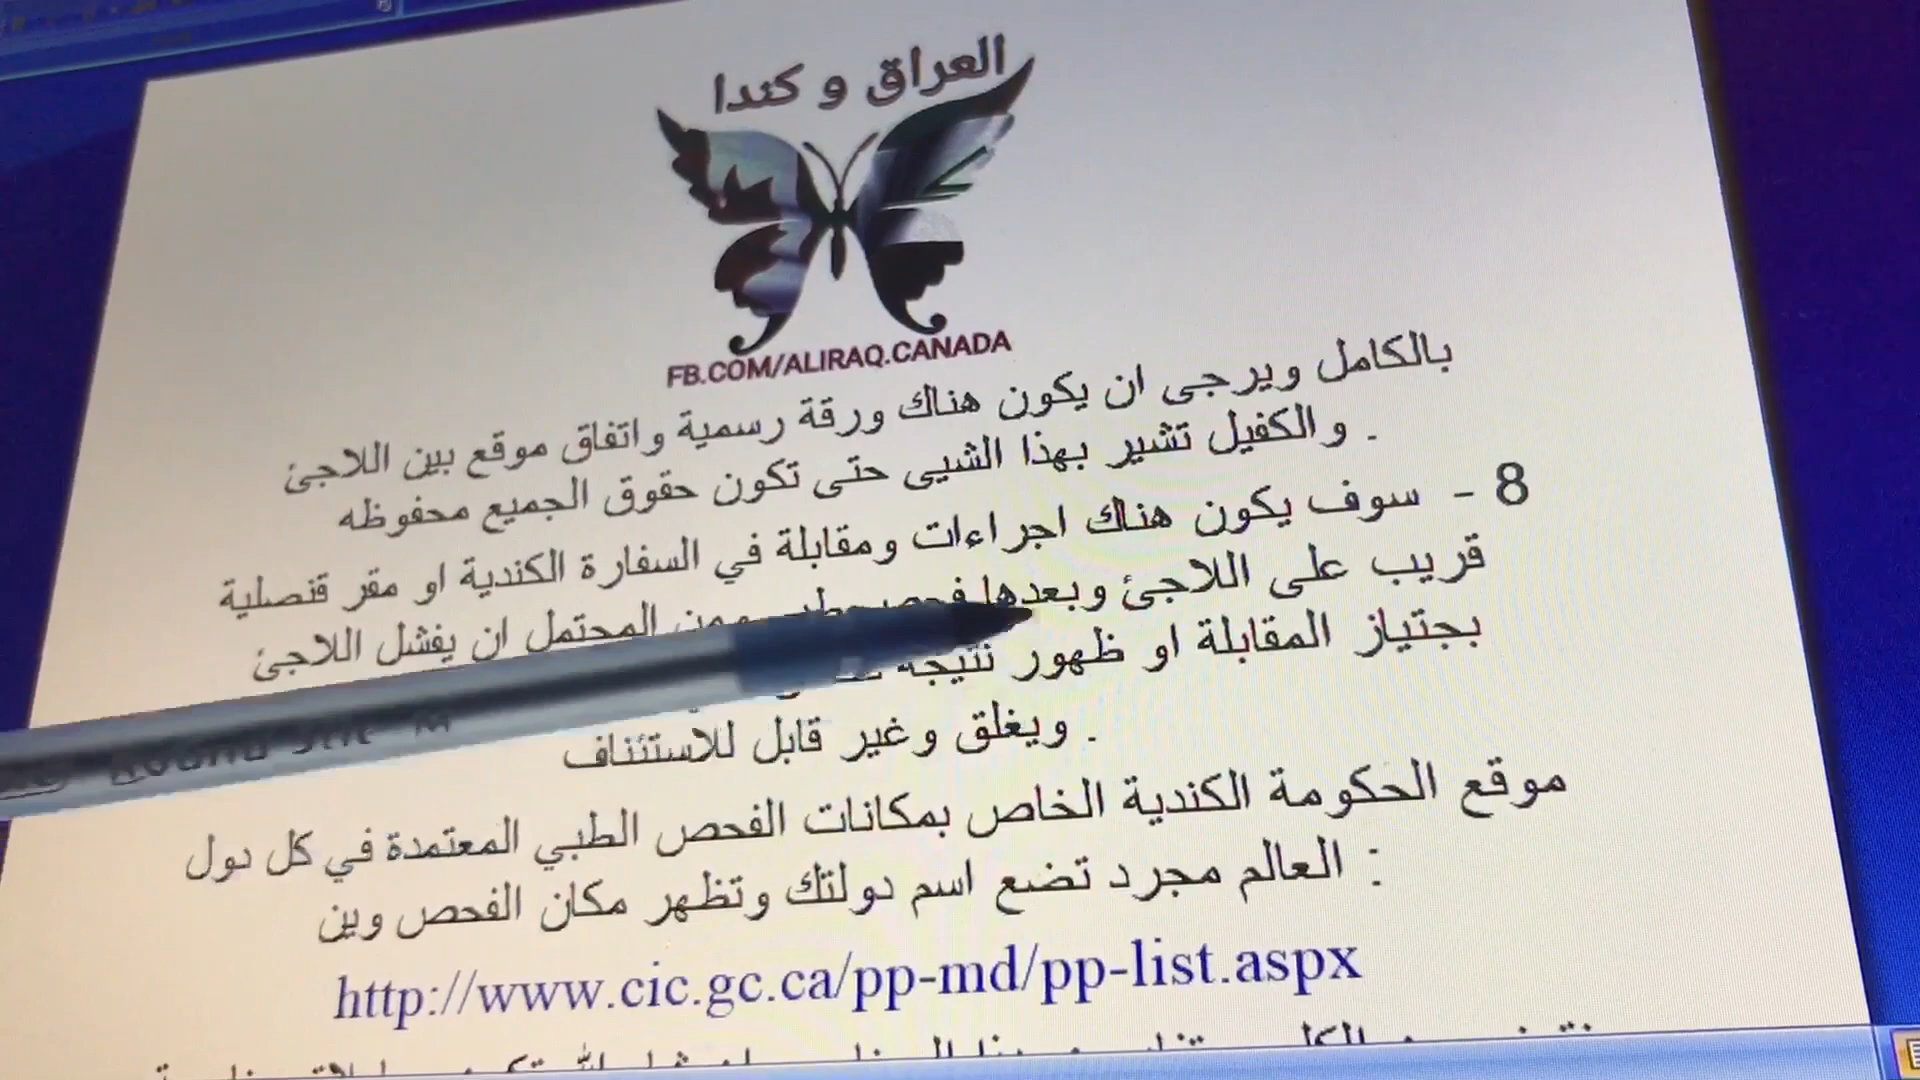 العراق و كندا
FB.COM/ALIRAQ.CANADA
بالكامل ويرجى ان يكون هناك ورقة رسمية واتفاق موقع بين اللاجئ
والكفيل تشير بهذا الشيى حتى تكون حقوق الجميع محفوظه .
8 - سوف يكون هناك اجراءات ومقابلة في السفارة الكندية او مقر قنصلية
قريب على اللاجئ وبعدها فحص طبي ومن المحتمل ان يفشل اللاجئ
بجتياز المقابلة او ظهور نتيجة
ويغلق وغير قابل للأستئناف .
موقع الحكومة الكندية الخاص بمكانات الفحص الطبي المعتمدة في كل دول
العالم مجرد تضع اسم دولتك وتظهر مكان الفحص وين :
http://www.cic.gc.ca/pp-md/pp-list.aspx